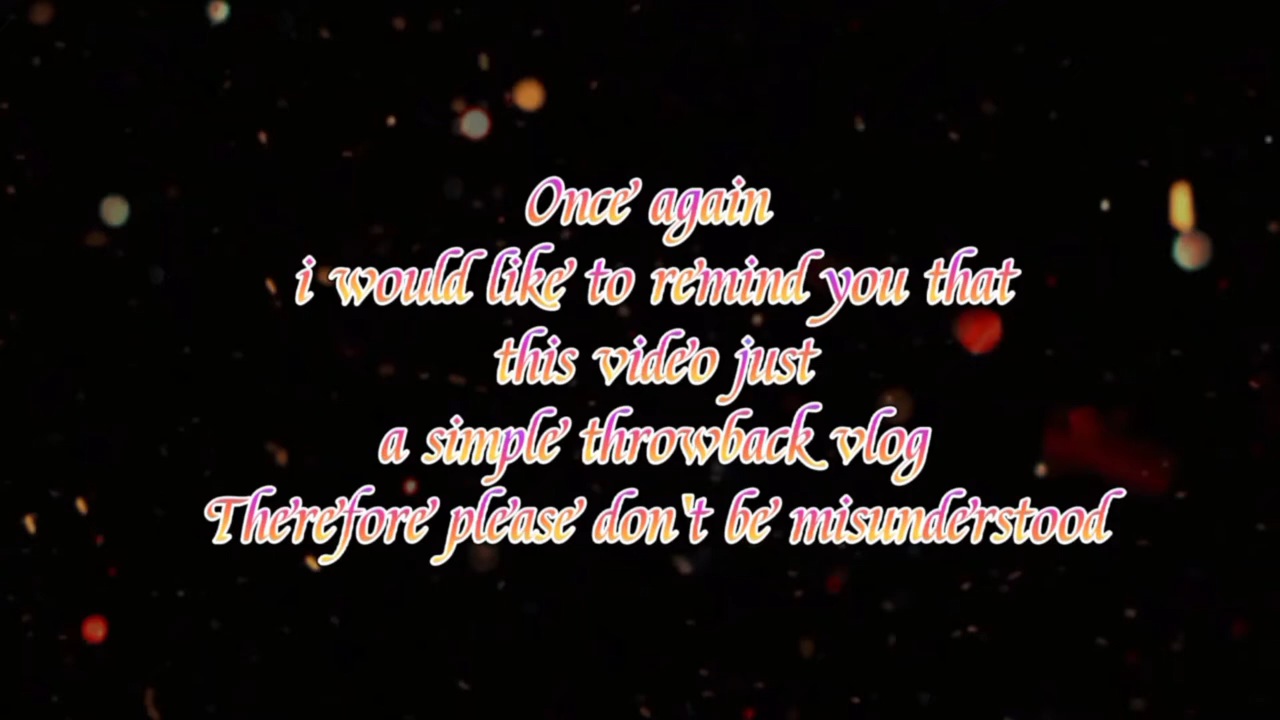 Once again
i would like to remind you that
this video just
a simple throwback vlog
Therefore please don't be misunderstood